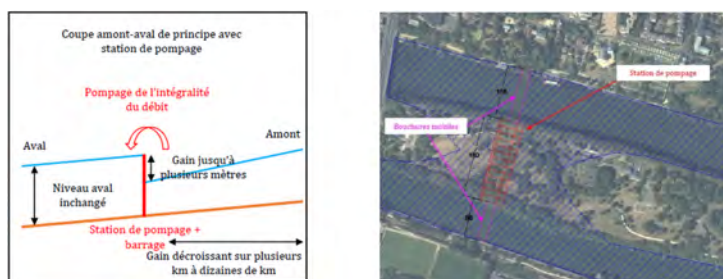 Coupe amont-aval de principe avec
station de pompage
Pompage de l'intégralité
du débit
Aval
Amont
Gain jusqu'à
plusieurs mètres
Niveau aval
inchangé
Station de pompage +
barrage
Gain décroissant sur plusieurs
km à dizaines de km
Station de pompage
Bouchures mobiles